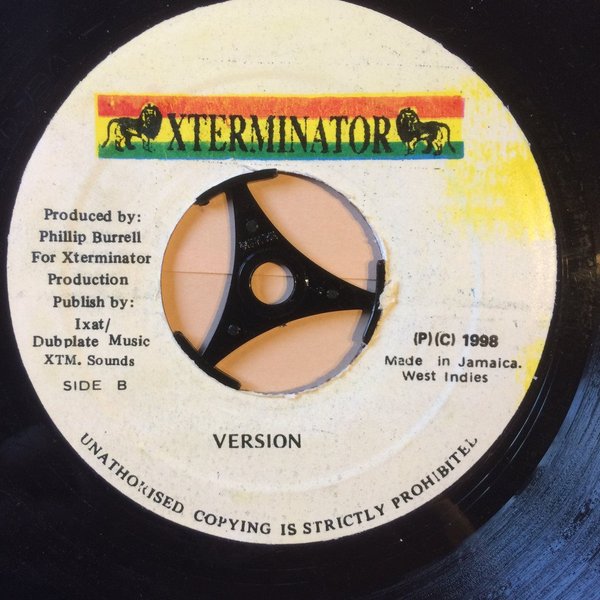 XTERMINATOR
Produced by:
Phillip Burrell
For Xterminator
Production
Publish by:
Ixat/
Dubplate Music
XTM. Sounds
SIDE B
(P)(C) 1998
Made in Jamaica.
West Indies
VERSION
UNATHORISED COPYING IS STRICTLY PROHIBITED